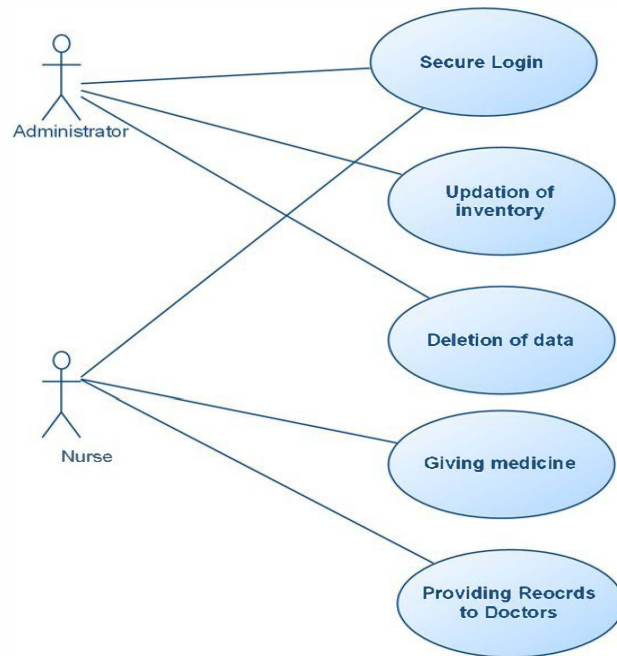 Secure Login
Administrator
Updation of
inventory
Deletion of data
Nurse
Giving medicine
Providing Reocrds
to Doctors